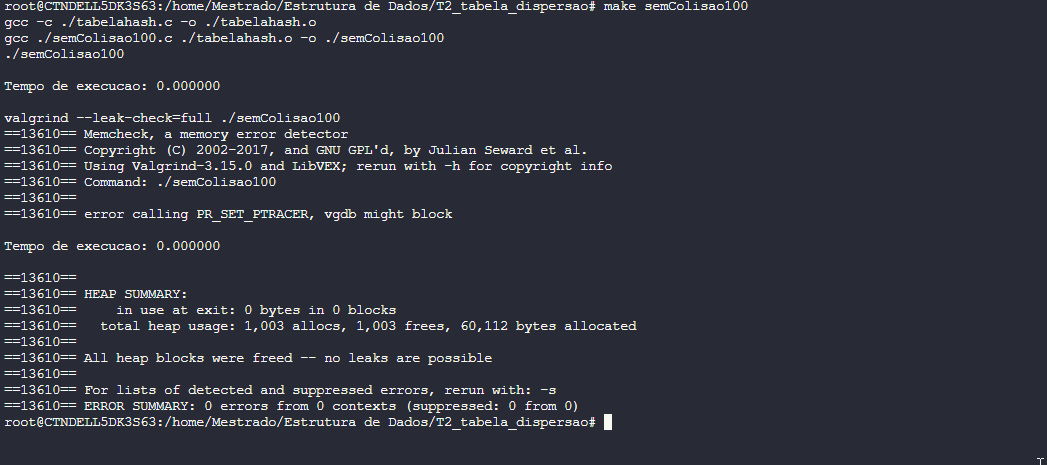 root@CTNDELL5DK3S63:/home/Mestrado/Estrutura de Dados/T2_tabela_dispersao# make semColisao100
gcc -c ./tabelahash.c -o ./tabelahash.o
gcc ./semColisao100.c ./tabelahash.o -o ./semColisao100
./semColisao100
Tempo de execucao: 0.000000
valgrind --leak-check=full ./semColisao100
==13610== Memcheck, a memory error detector
==13610== Copyright (C) 2002-2017, and GNU GPL'd, by Julian Seward et al.
==13610== Using Valgrind-3.15.0 and LibVEX; rerun with -h for copyright info
==13610== Command: ./semColisao100
==13610==
==13610== error calling PR_SET_PTRACER, vgdb might block
Tempo de execucao: 0.000000
==13610==
==13610== HEAP SUMMARY:
==13610==     in use at exit: 0 bytes in 0 blocks
==13610==   total heap usage: 1,003 allocs, 1,003 frees, 60,112 bytes allocated
==13610==
==13610== All heap blocks were freed -- no leaks are possible
==13610==
==13610== For lists of detected and suppressed errors, rerun with: -s
==13610== ERROR SUMMARY: 0 errors from 0 contexts (suppressed: 0 from 0)
root@CTNDELL5DK3S63:/home/Mestrado/Estrutura de Dados/T2_tabela_dispersao#